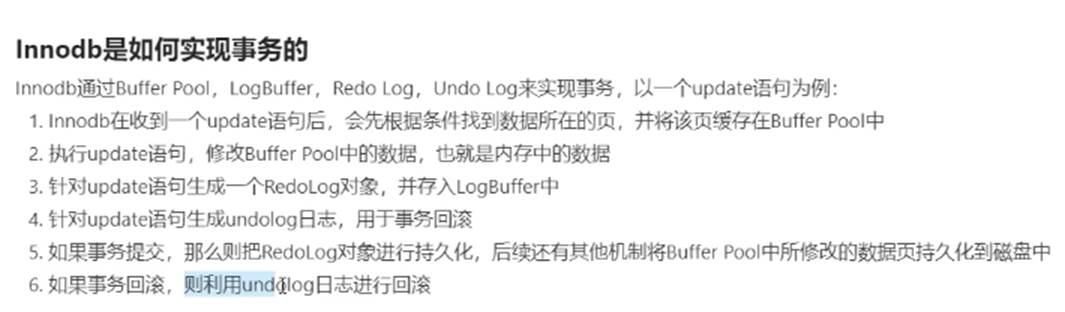 Innodb是如何实现事务的
Innodb通过Buffer Pool，LogBuffer，Redo Log，Undo Log来实现事务，以一个update语句为例：
1. Innodb在收到一个update语句后，会先根据条件找到数据所在的页，并将该页缓存在Buffer Pool中
2. 执行update语句，修改Buffer Pool中的数据，也就是内存中的数据
3. 针对update语句生成一个RedoLog对象，并存入LogBuffer中
4. 针对update语句生成undolog日志，用于事务回滚
5. 如果事务提交，那么则把RedoLog对象进行持久化，后续还有其他机制将Buffer Pool中所修改的数据页持久化到磁盘中
6. 如果事务回滚，则利用undolog日志进行回滚